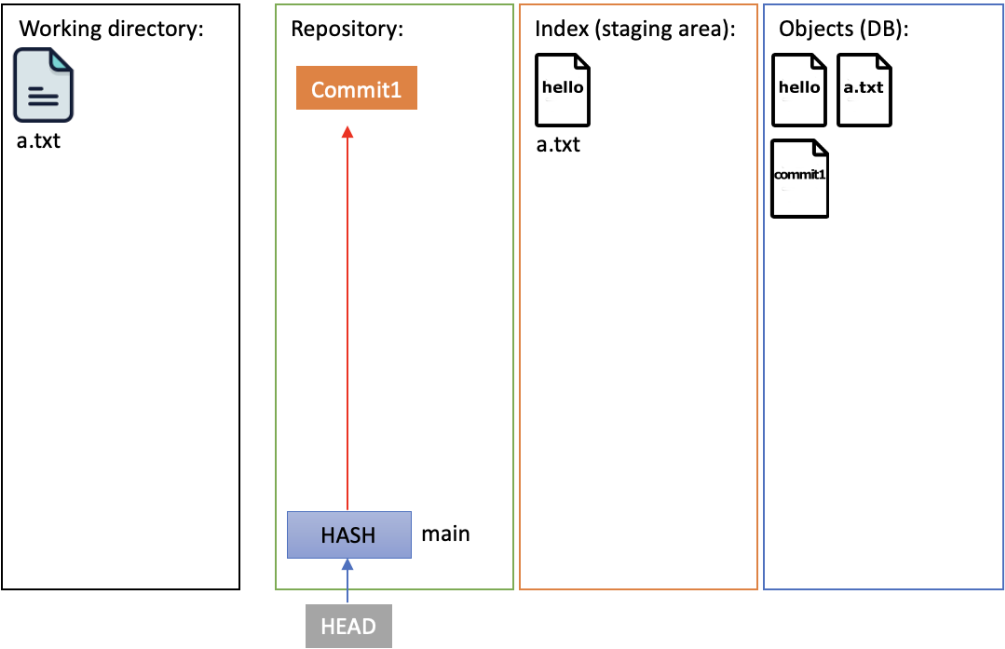 Working directory:
a.txt
Repository:
Commit1
HASH
main
HEAD
Index (staging area):
hello
a.txt
Objects (DB):
hello
a.txt
commit1